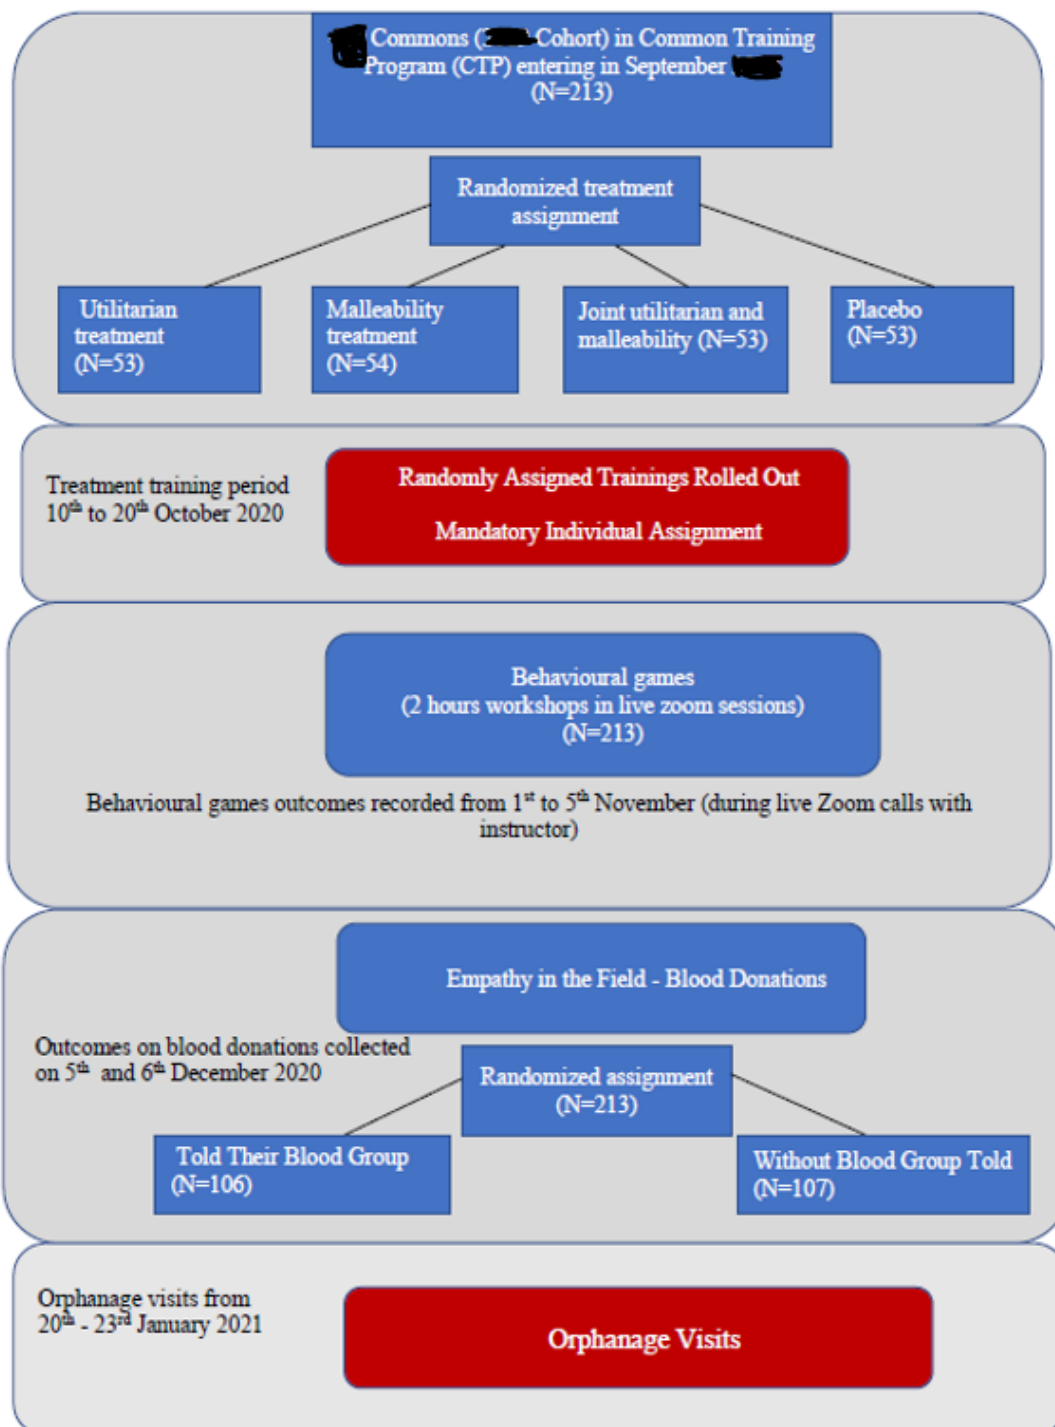 Commons ( Cohort) in Common Training
Program (CTP) entering in September
(N=213)
Randomized treatment
assignment
Utilitarian
treatment
(N=53)
Malleability
treatment
(N=54)
Joint utilitarian and
malleability (N=53)
Placebo
(N=53)
Treatment training period
10th to 20th October 2020
Randomly Assigned Trainings Rolled Out
Mandatory Individual Assignment
Behavioural games
(2 hours workshops in live zoom sessions)
(N=213)
Behavioural games outcomes recorded from 1st to 5th November (during live Zoom calls with
instructor)
Empathy in the Field - Blood Donations
Outcomes on blood donations collected
on 5th and 6th December 2020
Randomized assignment
(N=213)
Told Their Blood Group
(N=106)
Without Blood Group Told
(N=107)
Orphanage visits from
20th - 23rd January 2021
Orphanage Visits